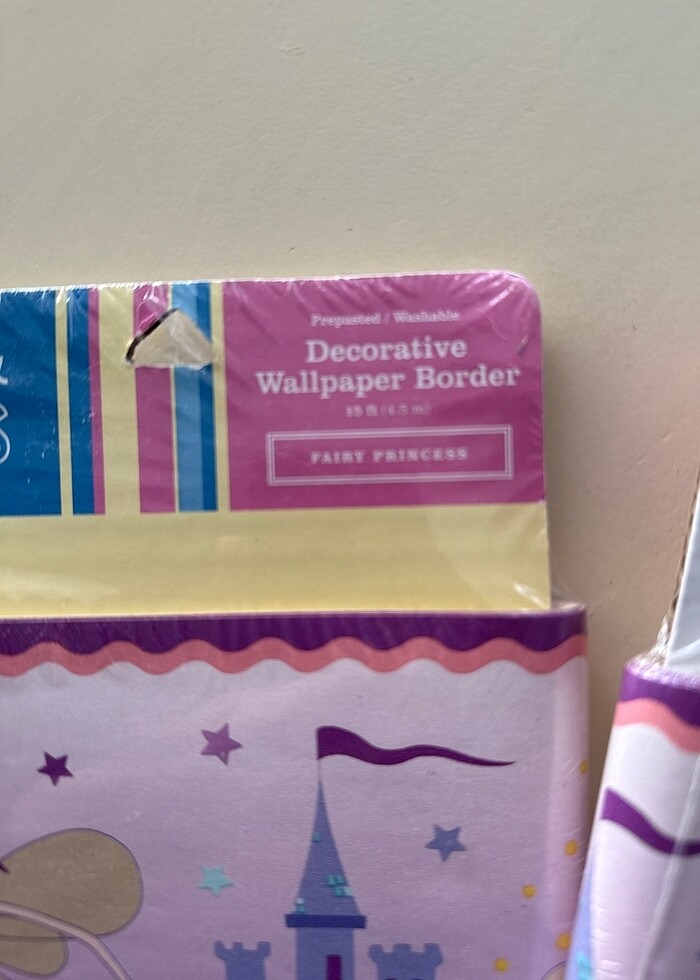 Prepasted / Washable
Decorative
Wallpaper Border
15 ft (4.5 m)
FAIRY PRINCESS